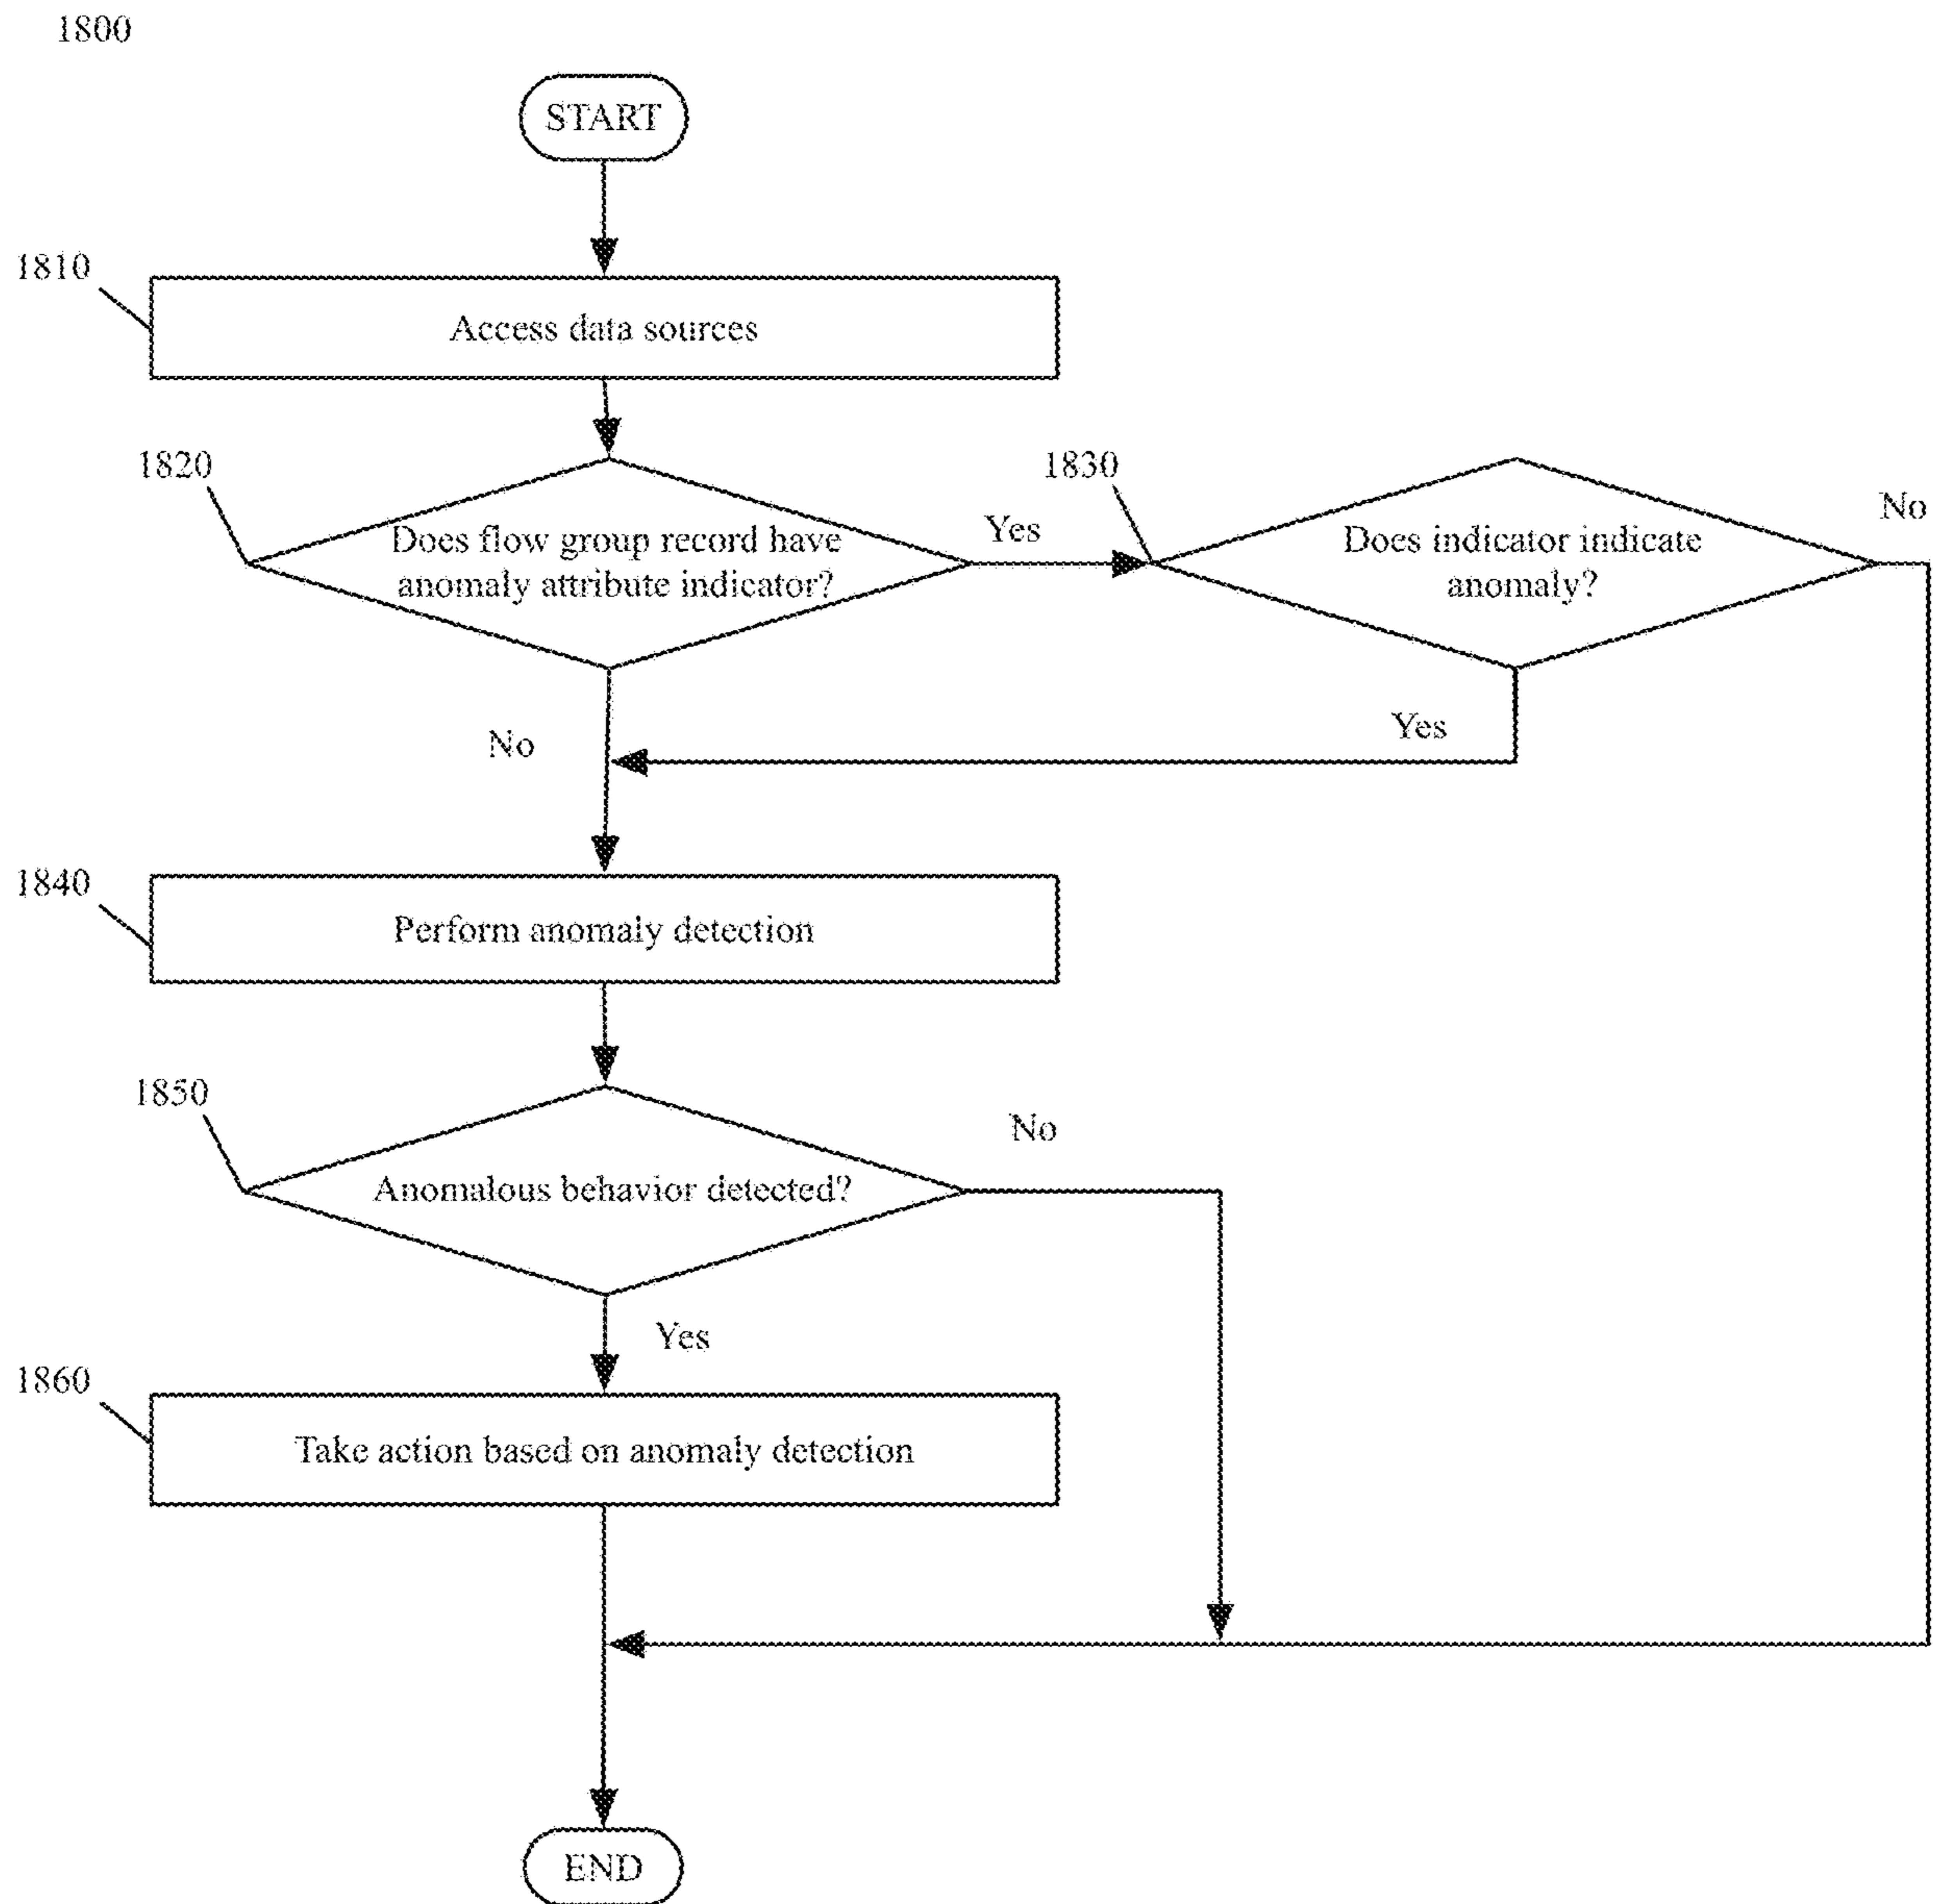 1800
START
1810
Access data sources
1820
Does flow group record have
anomaly attribute indicator?
Yes
1830
Does indicator indicate
anomaly?
No
No
Yes
1840
Perform anomaly detection
1850
Anomalous behavior detected?
No
Yes
1860
Take action based on anomaly detection
END